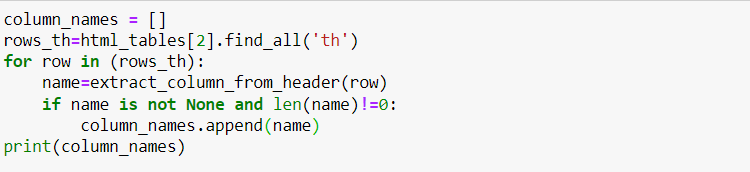 column_names = []
rows_th=html_tables[2].find_all('th')
for row in (rows_th):
    name=extract_column_from_header(row)
    if name is not None and len(name)!=0:
        column_names.append(name)
print(column_names)